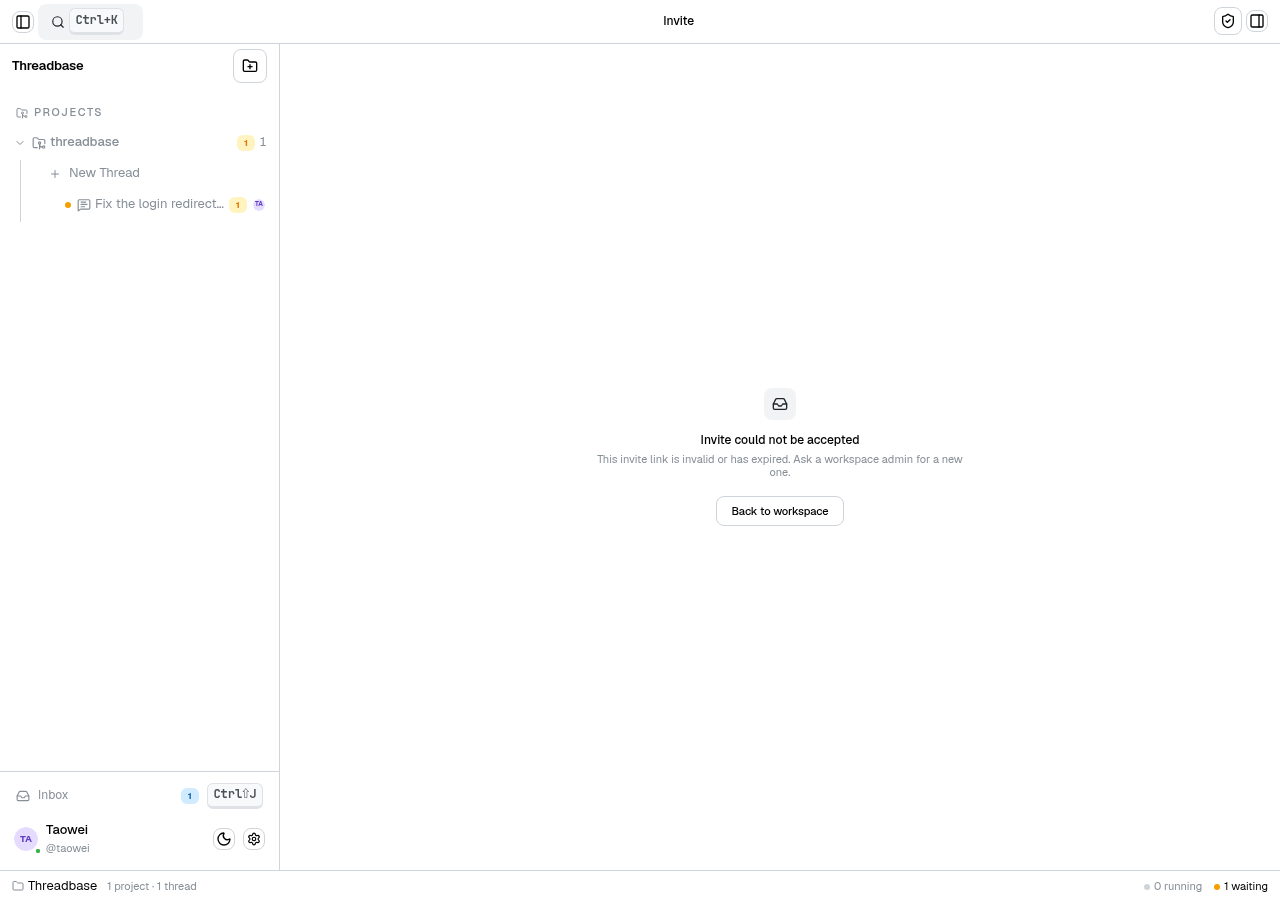 Ctrl+K
Invite
Threadbase
PROJECTS
threadbase 1 1
New Thread
Fix the login redirect... 1 TA
Invite could not be accepted
This invite link is invalid or has expired. Ask a workspace admin for a new
one.
Back to workspace
Inbox 1 Ctrl⇧J
TA Taowei
@taowei
Threadbase 1 project · 1 thread 0 running 1 waiting